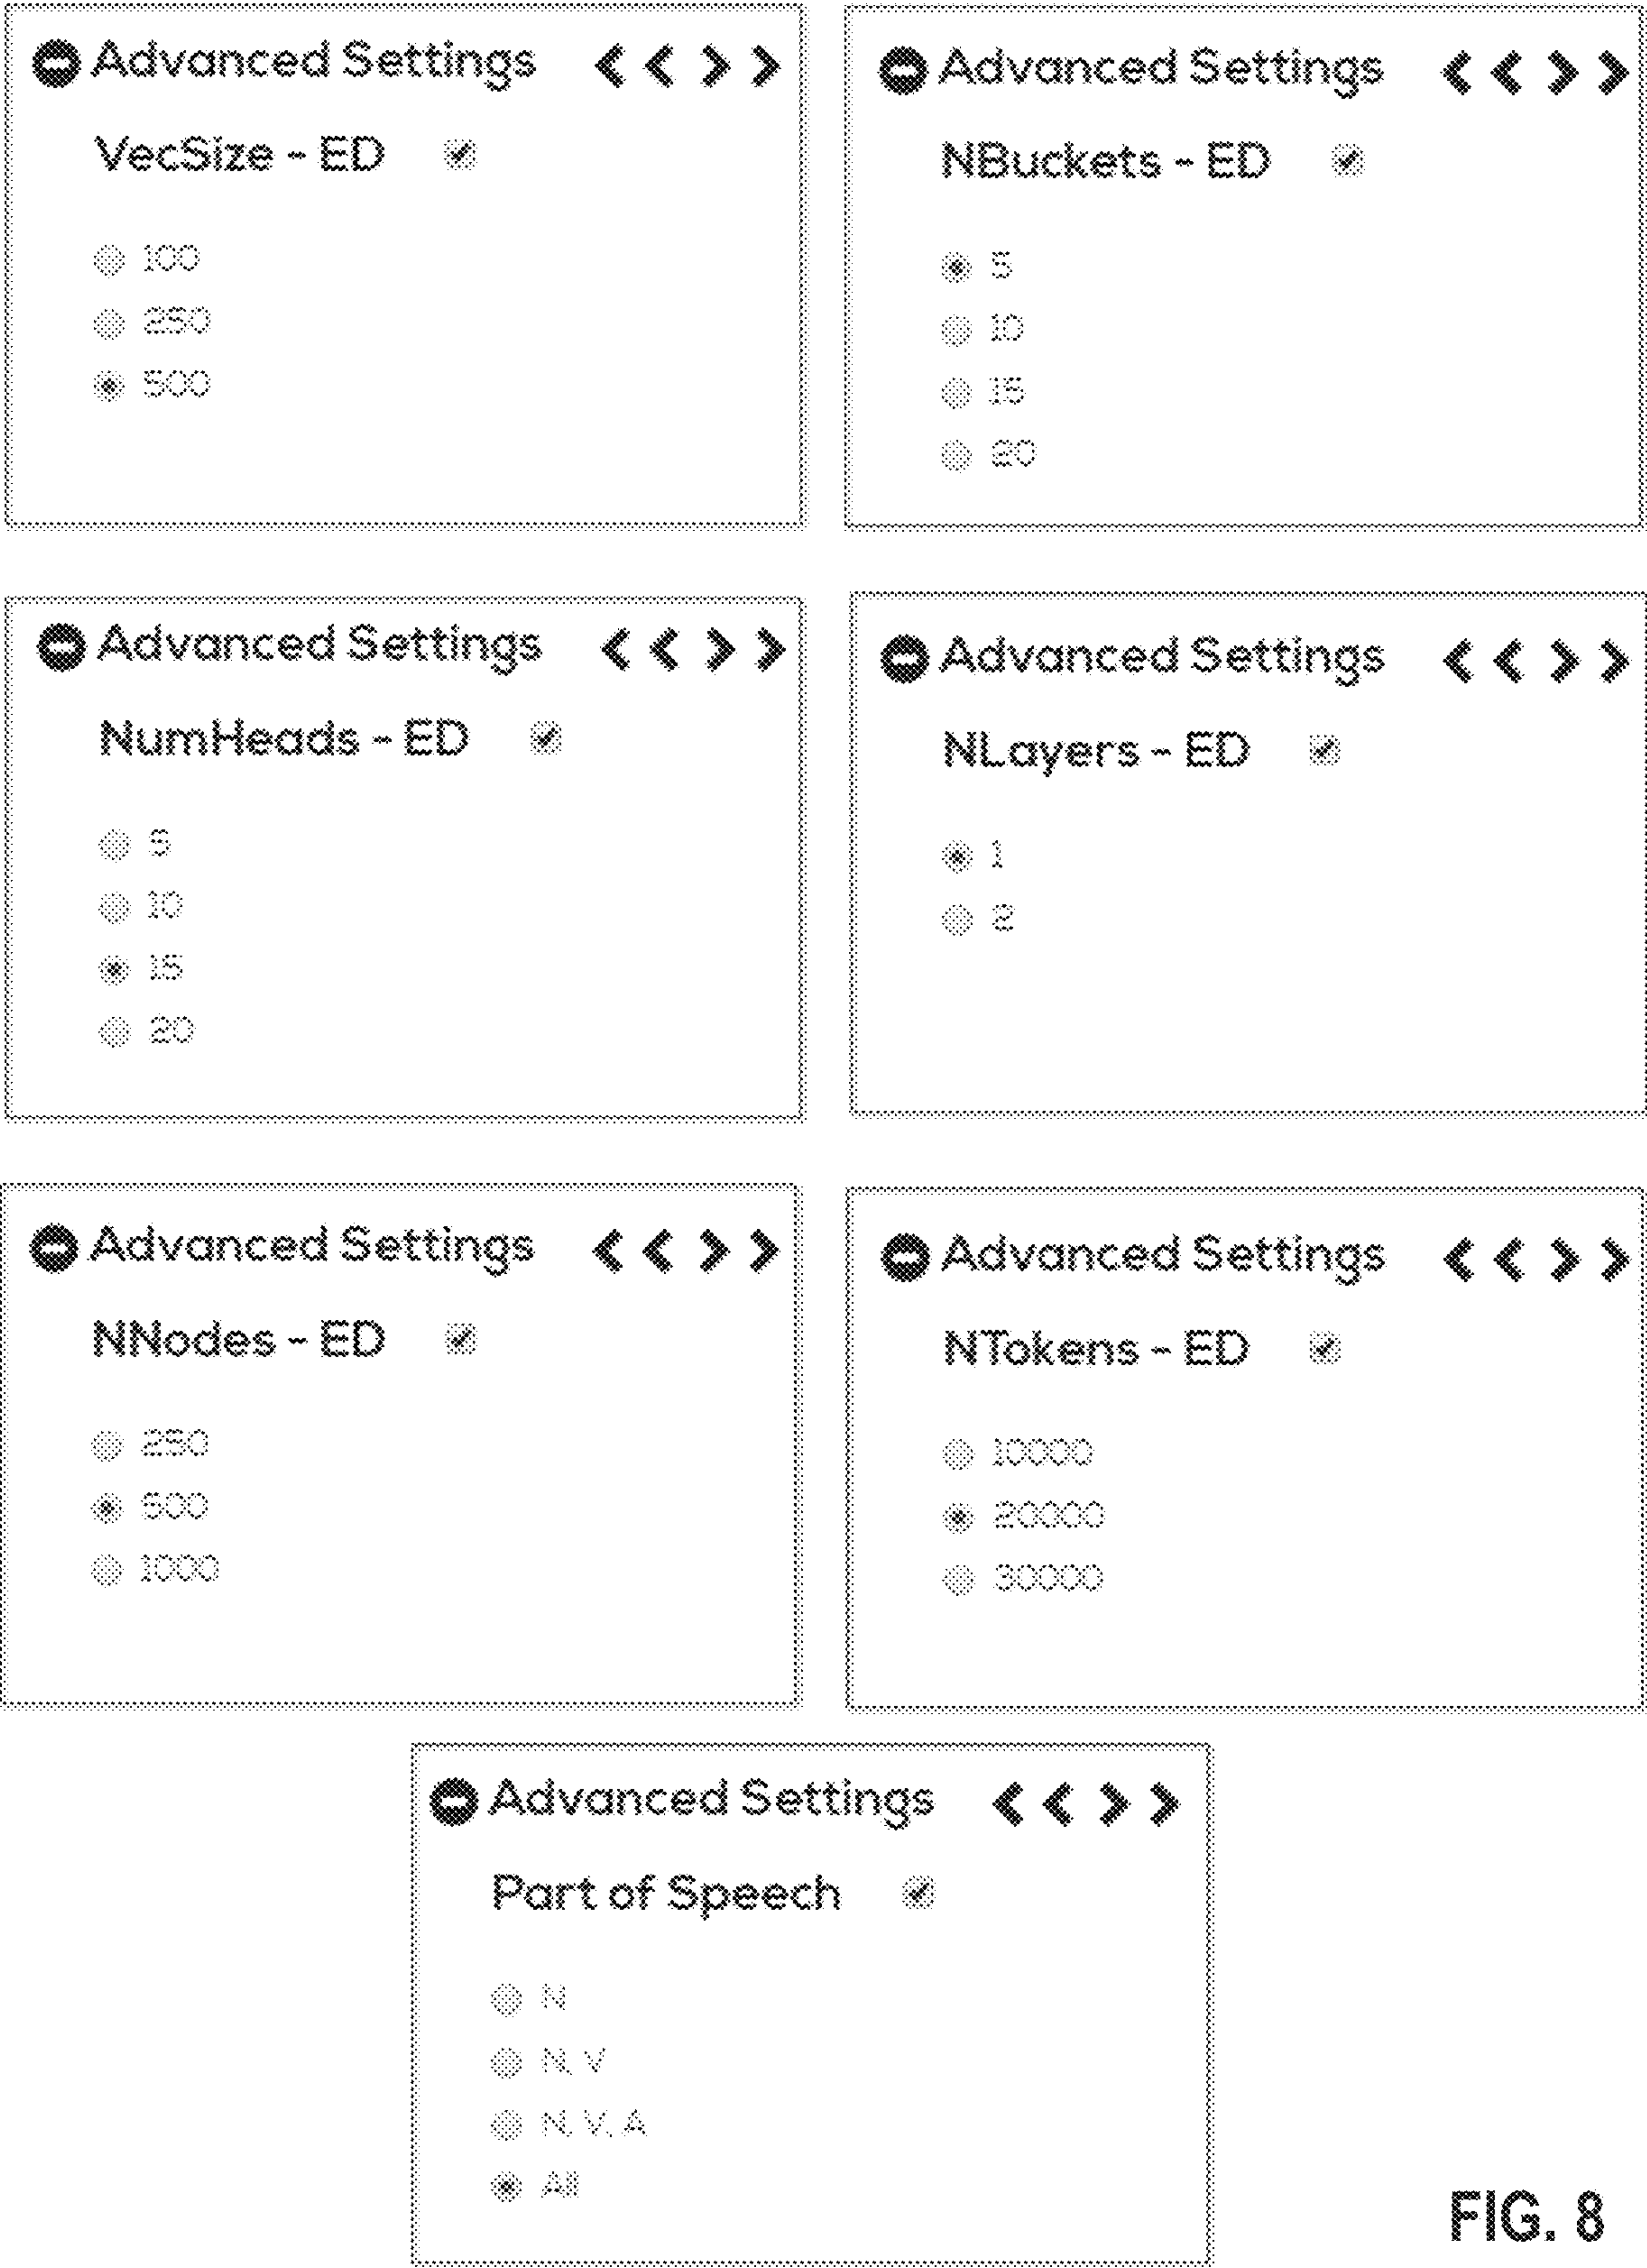 Advanced Settings
VecSize - ED
100
250
500
Advanced Settings
NBuckets - ED
5
10
15
20
Advanced Settings
NumHeads - ED
5
10
15
20
Advanced Settings
NLayers - ED
1
2
Advanced Settings
NNodes - ED
250
500
1000
Advanced Settings
NTokens - ED
10000
20000
30000
Advanced Settings
Part of Speech
N
N, V
N, V, A
All
FIG. 8